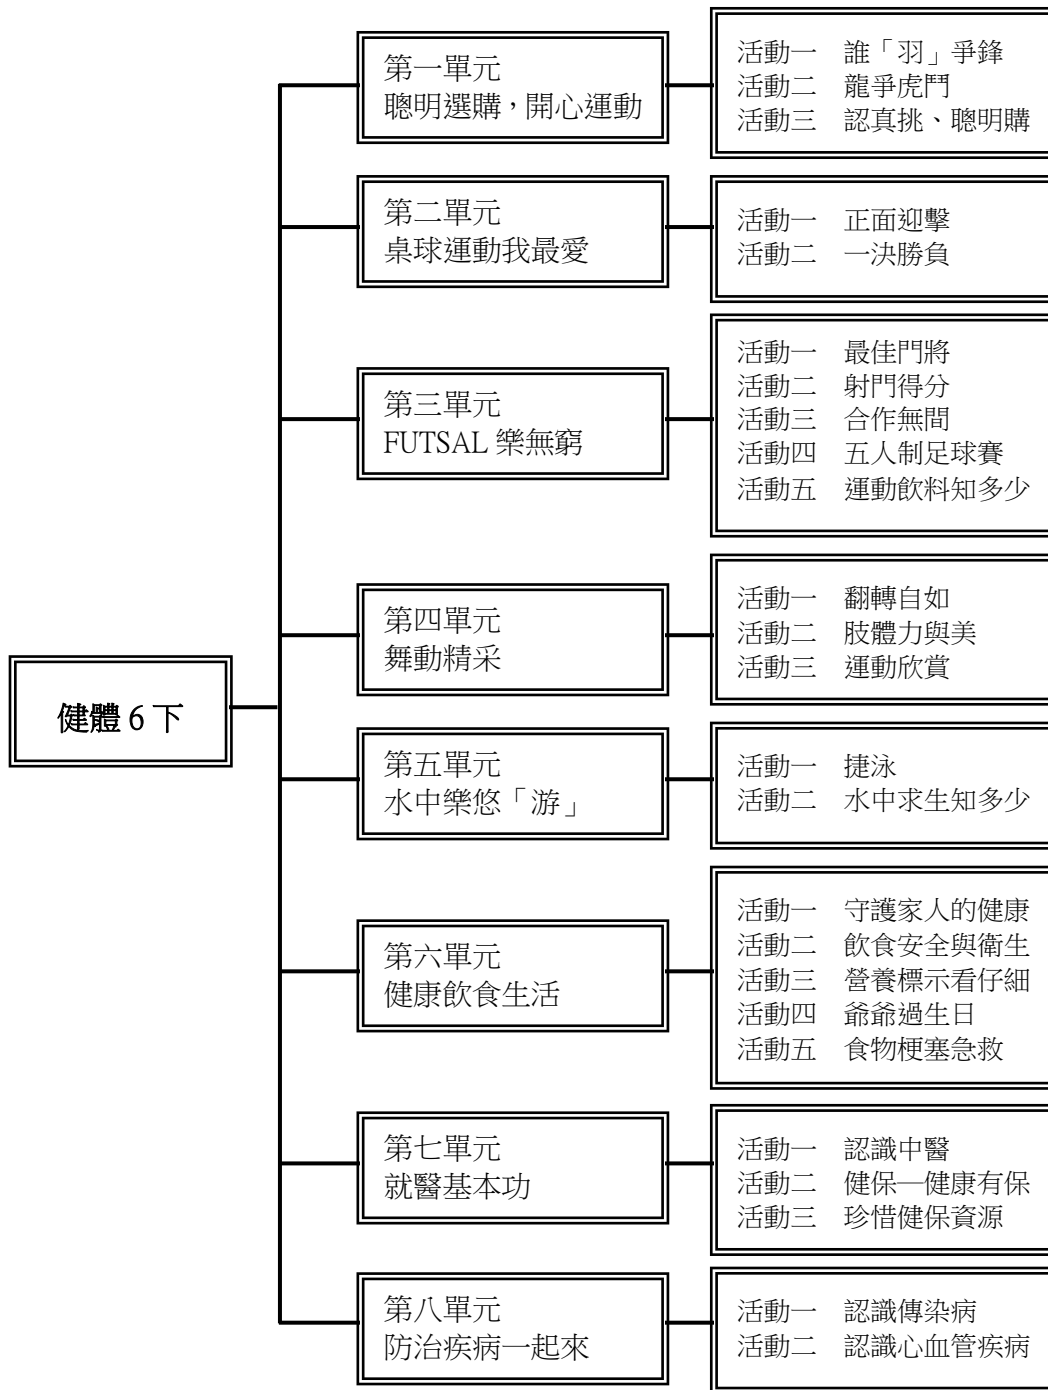 健體 6 下
第一單元
聰明選購，開心運動
活動一　誰「羽」爭鋒
活動二　龍爭虎鬥
活動三　認真挑、聰明購
第二單元
桌球運動我最愛
活動一　正面迎擊
活動二　一決勝負
第三單元
FUTSAL 樂無窮
活動一　最佳門將
活動二　射門得分
活動三　合作無間
活動四　五人制足球賽
活動五　運動飲料知多少
第四單元
舞動精采
活動一　翻轉自如
活動二　肢體力與美
活動三　運動欣賞
第五單元
水中樂悠「游」
活動一　捷泳
活動二　水中求生知多少
第六單元
健康飲食生活
活動一　守護家人的健康
活動二　飲食安全與衛生
活動三　營養標示看仔細
活動四　爺爺過生日
活動五　食物梗塞急救
第七單元
就醫基本功
活動一　認識中醫
活動二　健保─健康有保
活動三　珍惜健保資源
第八單元
防治疾病一起來
活動一　認識傳染病
活動二　認識心血管疾病